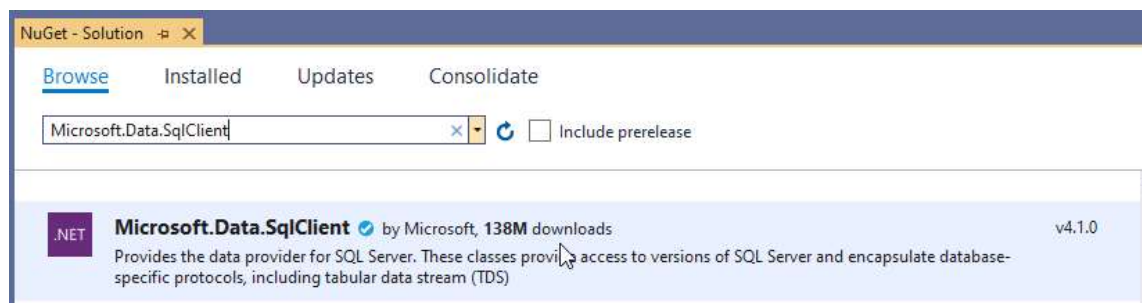 NuGet - Solution
Browse Installed Updates Consolidate
Microsoft.Data.SqlClient Include prerelease
.NET Microsoft.Data.SqlClient by Microsoft, 138M downloads v4.1.0
Provides the data provider for SQL Server. These classes provide access to versions of SQL Server and encapsulate database-
specific protocols, including tabular data stream (TDS)